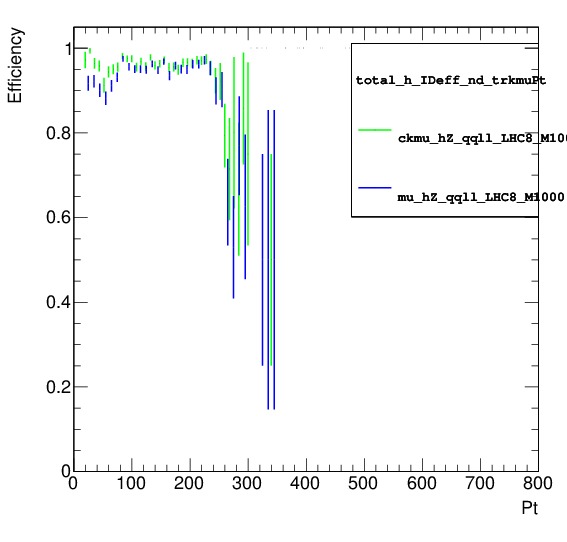 Efficiency
1
0.8
0.6
0.4
0.2
0
0 100 200 300 400 500 600 700 800
Pt
total_h_IDeff_nd_trkmuPt
ckmu_hZ_qqll_LHC8_M100
mu_hZ_qqll_LHC8_M1000